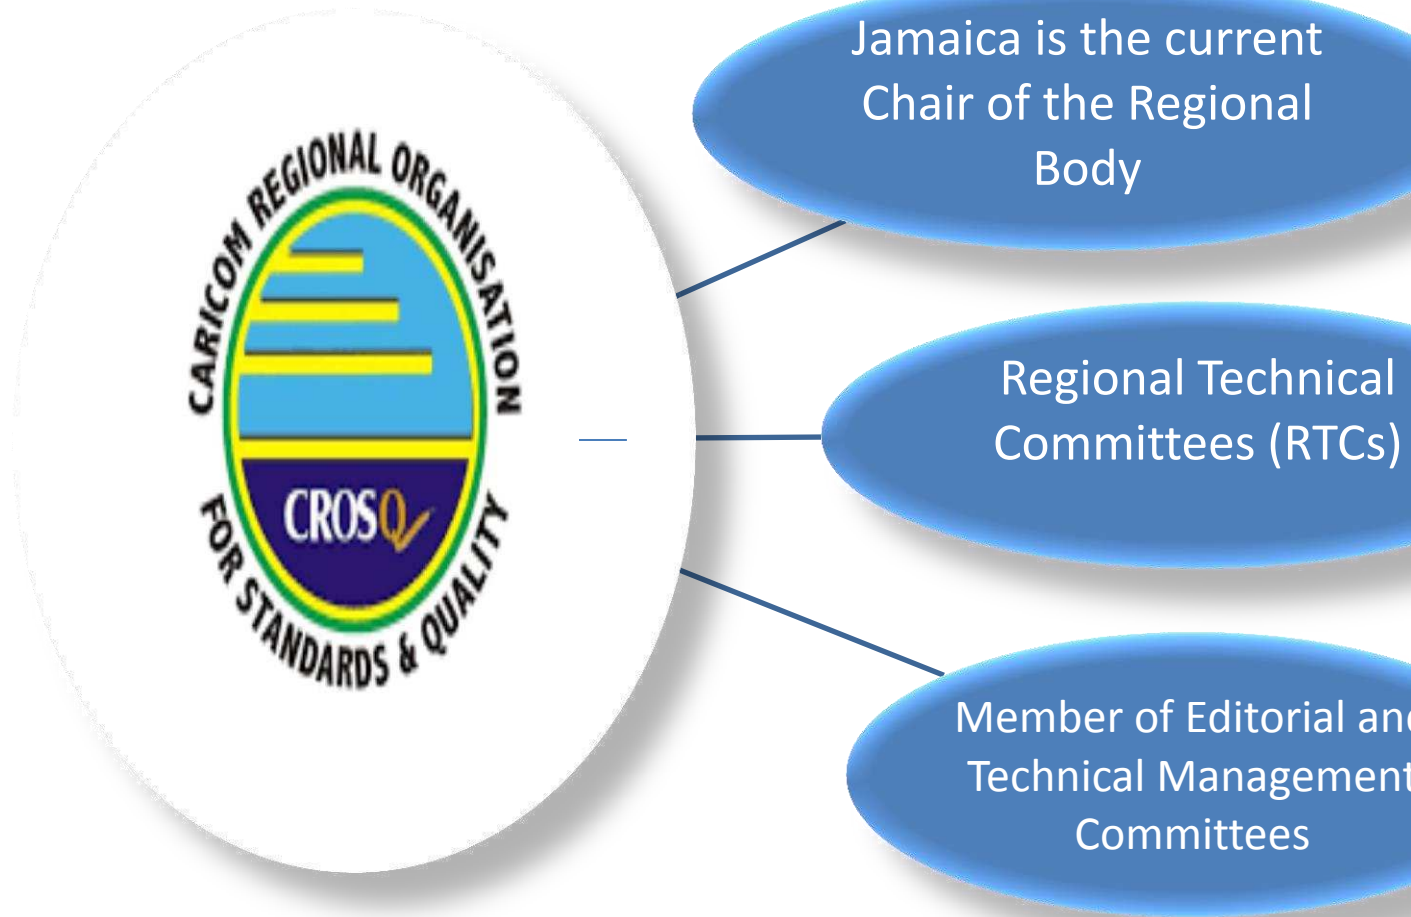 CARICOM REGIONAL ORGANISATION
FOR STANDARDS & QUALITY
CROSQ
Jamaica is the current
Chair of the Regional
Body
Regional Technical
Committees (RTCs)
Member of Editorial and
Technical Management
Committees